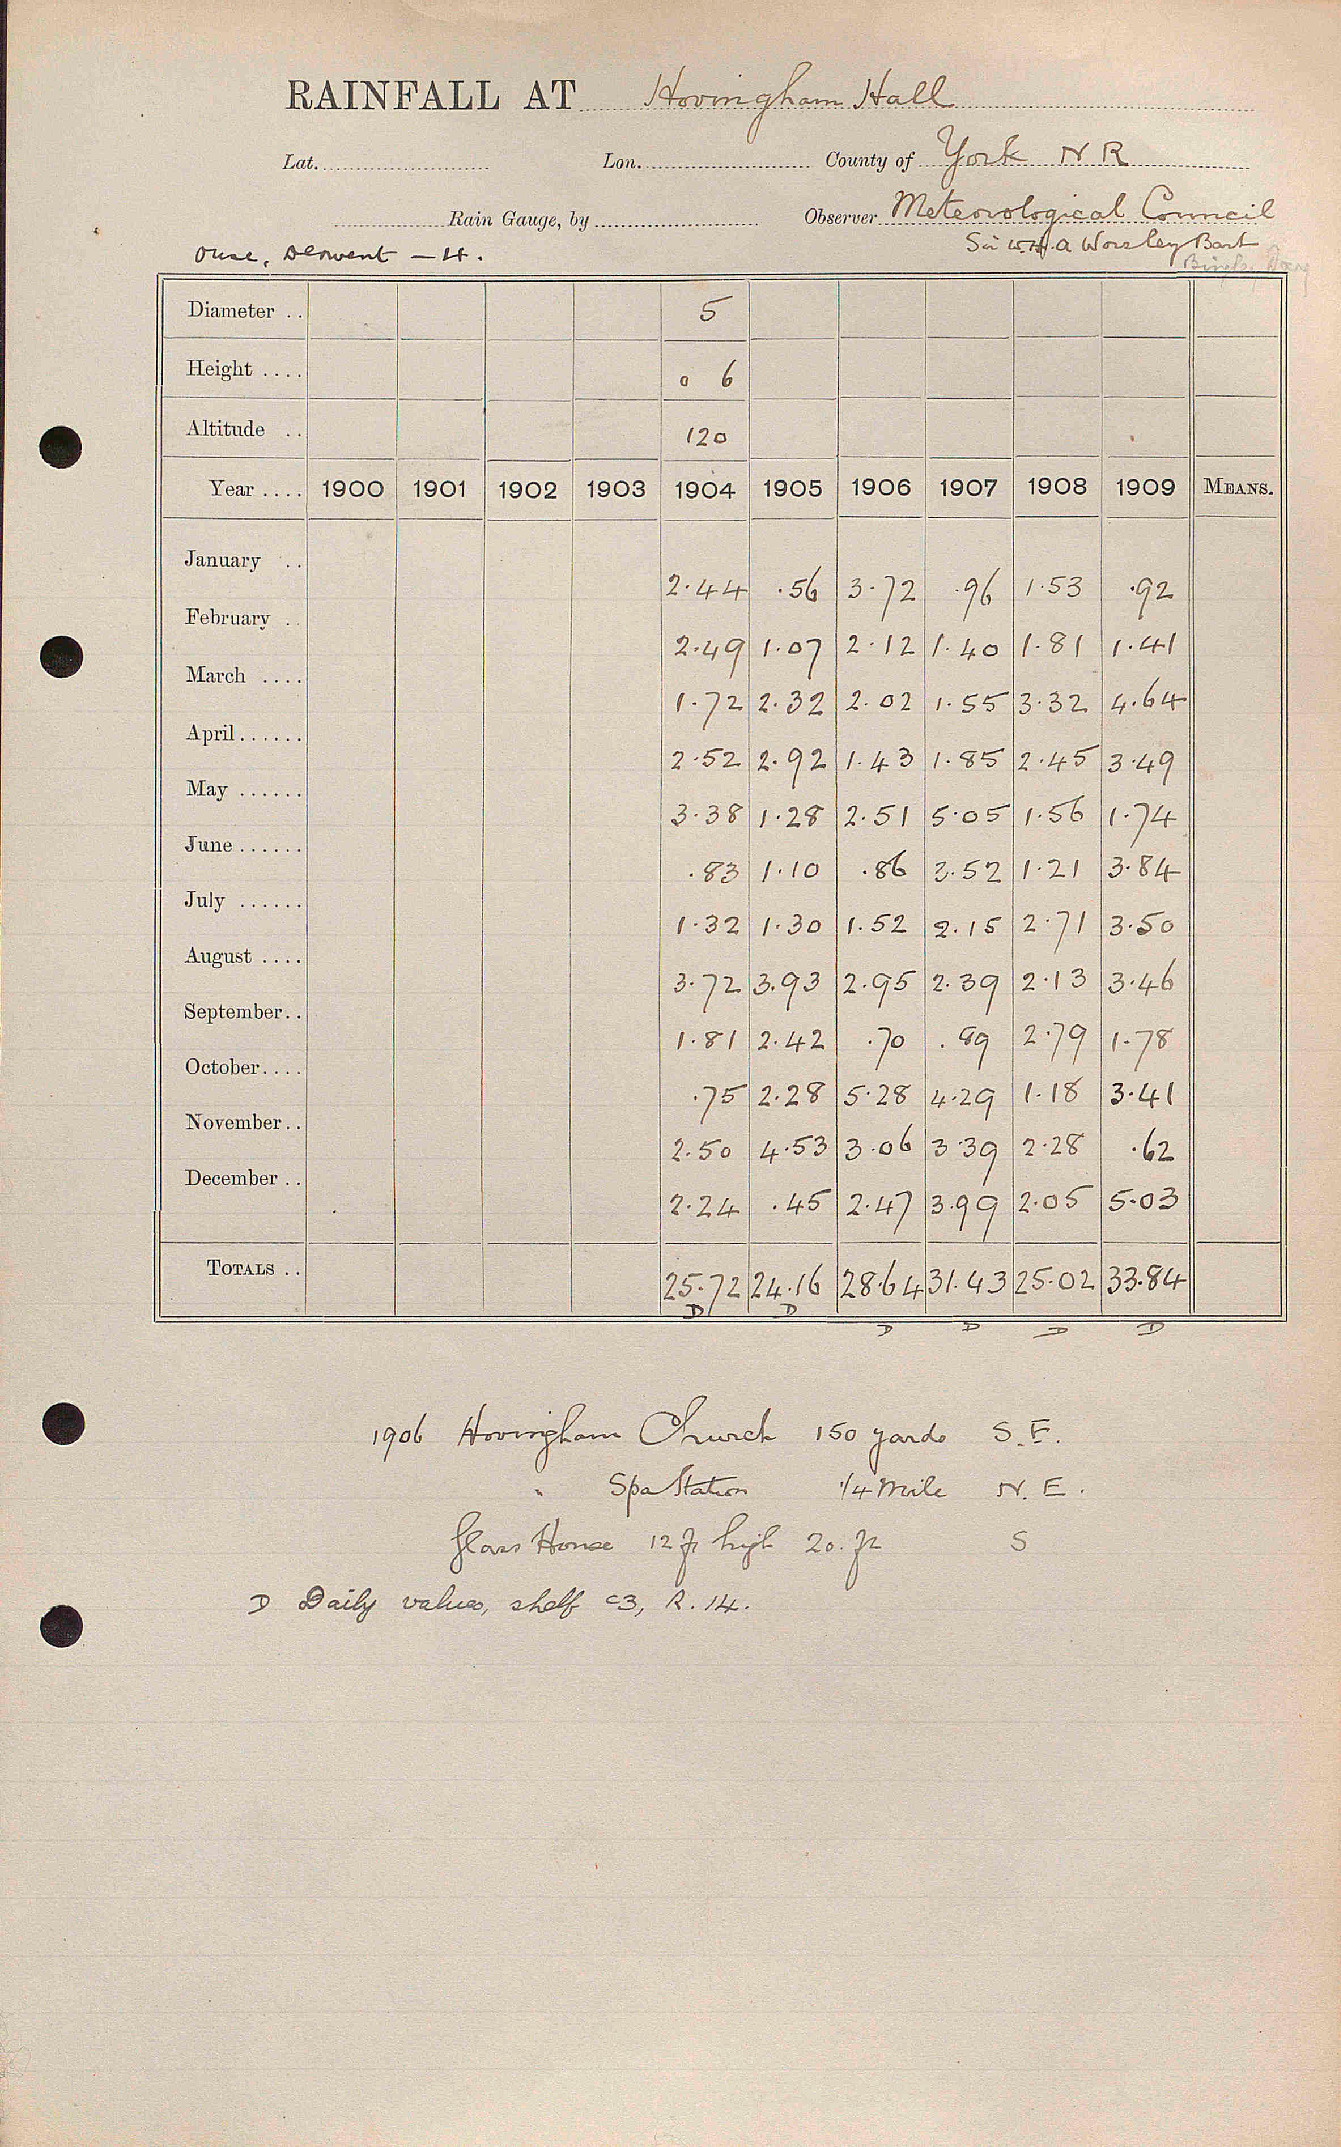 RAINFALL AT Hovingham Hall
Lat. Lon. County of York N R
Rain Gauge, by Observer Meteorological Council
Sir W.H.A Worsley Bart
Ouse, Derwent - 4.
Diameter .. 5
Height .... 0 6
Altitude .. 120
Year .... 1900 1901 1902 1903 1904 1905 1906 1907 1908 1909 MEANS.
January .. 2.44 .56 3.72 .96 1.53 .92
February .. 2.49 1.07 2.12 1.40 1.81 1.41
March .... 1.72 2.32 2.02 1.55 3.32 4.64
April ...... 2.52 2.92 1.43 1.85 2.45 3.49
May ...... 3.38 1.28 2.51 5.05 1.56 1.74
June ...... .83 1.10 .86 3.52 1.21 3.84
July ...... 1.32 1.30 1.52 2.15 2.71 3.50
August .... 3.72 3.93 2.95 2.39 2.13 3.46
September.. 1.81 2.42 .70 .89 2.79 1.78
October.... .75 2.28 5.28 4.29 1.18 3.41
November.. 2.50 4.53 3.06 3.39 2.28 .62
December .. 2.24 .45 2.47 3.99 2.05 5.03
TOTALS .. 25.72 24.16 28.64 31.43 25.02 33.84
D D D D D D
1906 Hovingham Church 150 yards S.E.
" Spa Station 1/4 Mile N.E.
Glass House 12 ft high 20. ft S
D Daily values, shelf C3, R. 14.